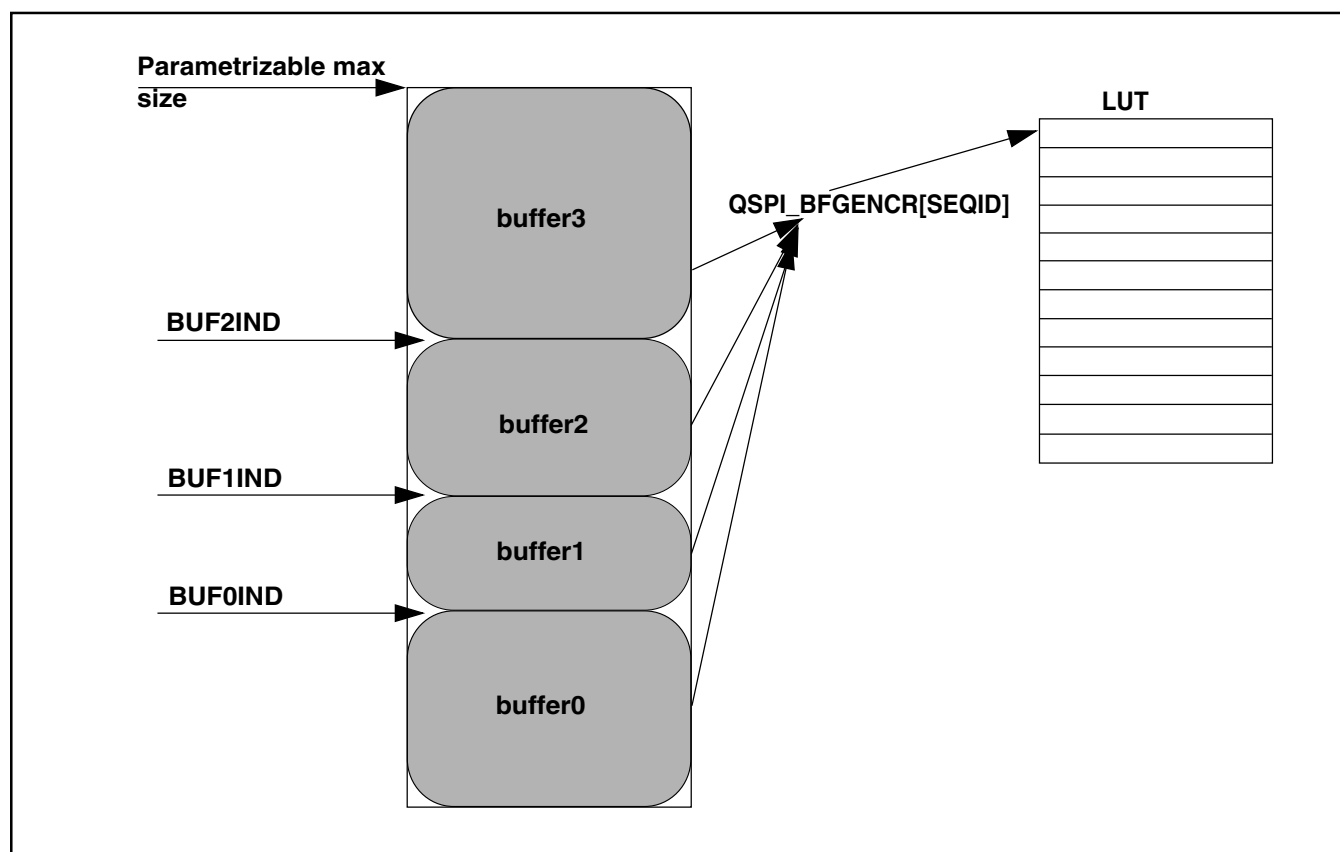 Parametrizable max
size
LUT
QSPI_BFGENCR[SEQID]
buffer3
BUF2IND
buffer2
BUF1IND
buffer1
BUF0IND
buffer0